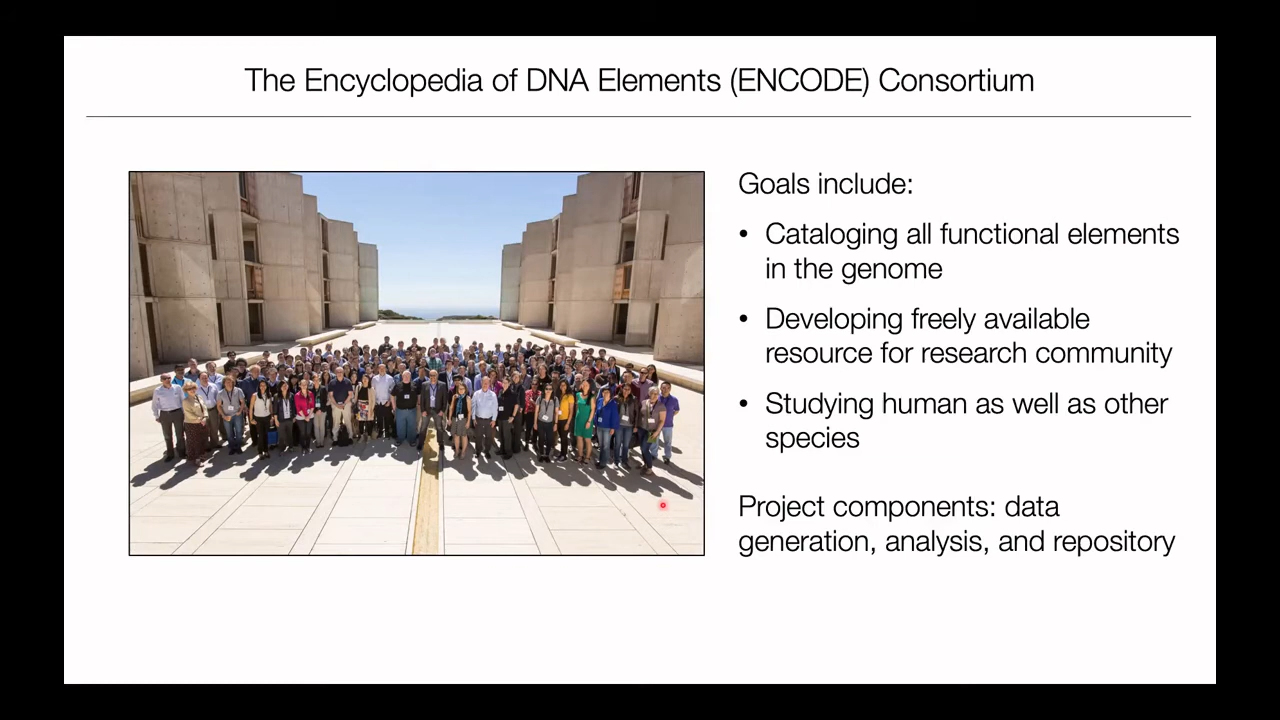 The Encyclopedia of DNA Elements (ENCODE) Consortium
Goals include:
• Cataloging all functional elements
in the genome
• Developing freely available
resource for research community
• Studying human as well as other
species
Project components: data
generation, analysis, and repository